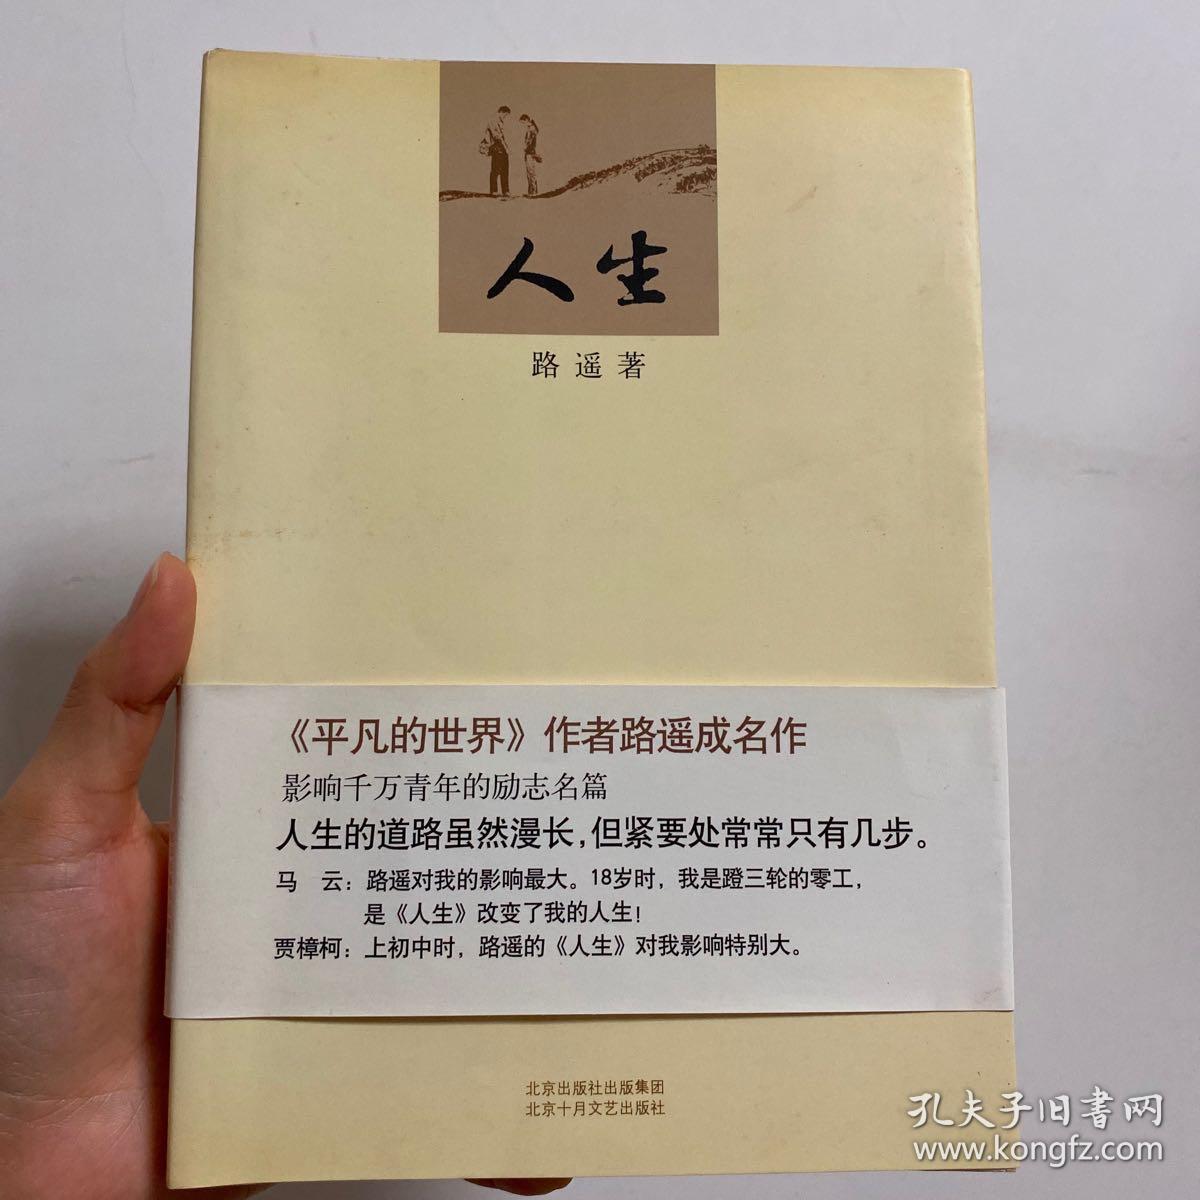 人生
路遥著
《平凡的世界》作者路遥成名作
影响千万青年的励志名篇
人生的道路虽然漫长,但紧要处常常只有几步。
马 云：路遥对我的影响最大。18岁时，我是蹬三轮的零工，
是《人生》改变了我的人生！
贾樟柯：上初中时，路遥的《人生》对我影响特别大。
北京出版社出版集团
北京十月文艺出版社
孔夫子旧书网
www.kongfz.com